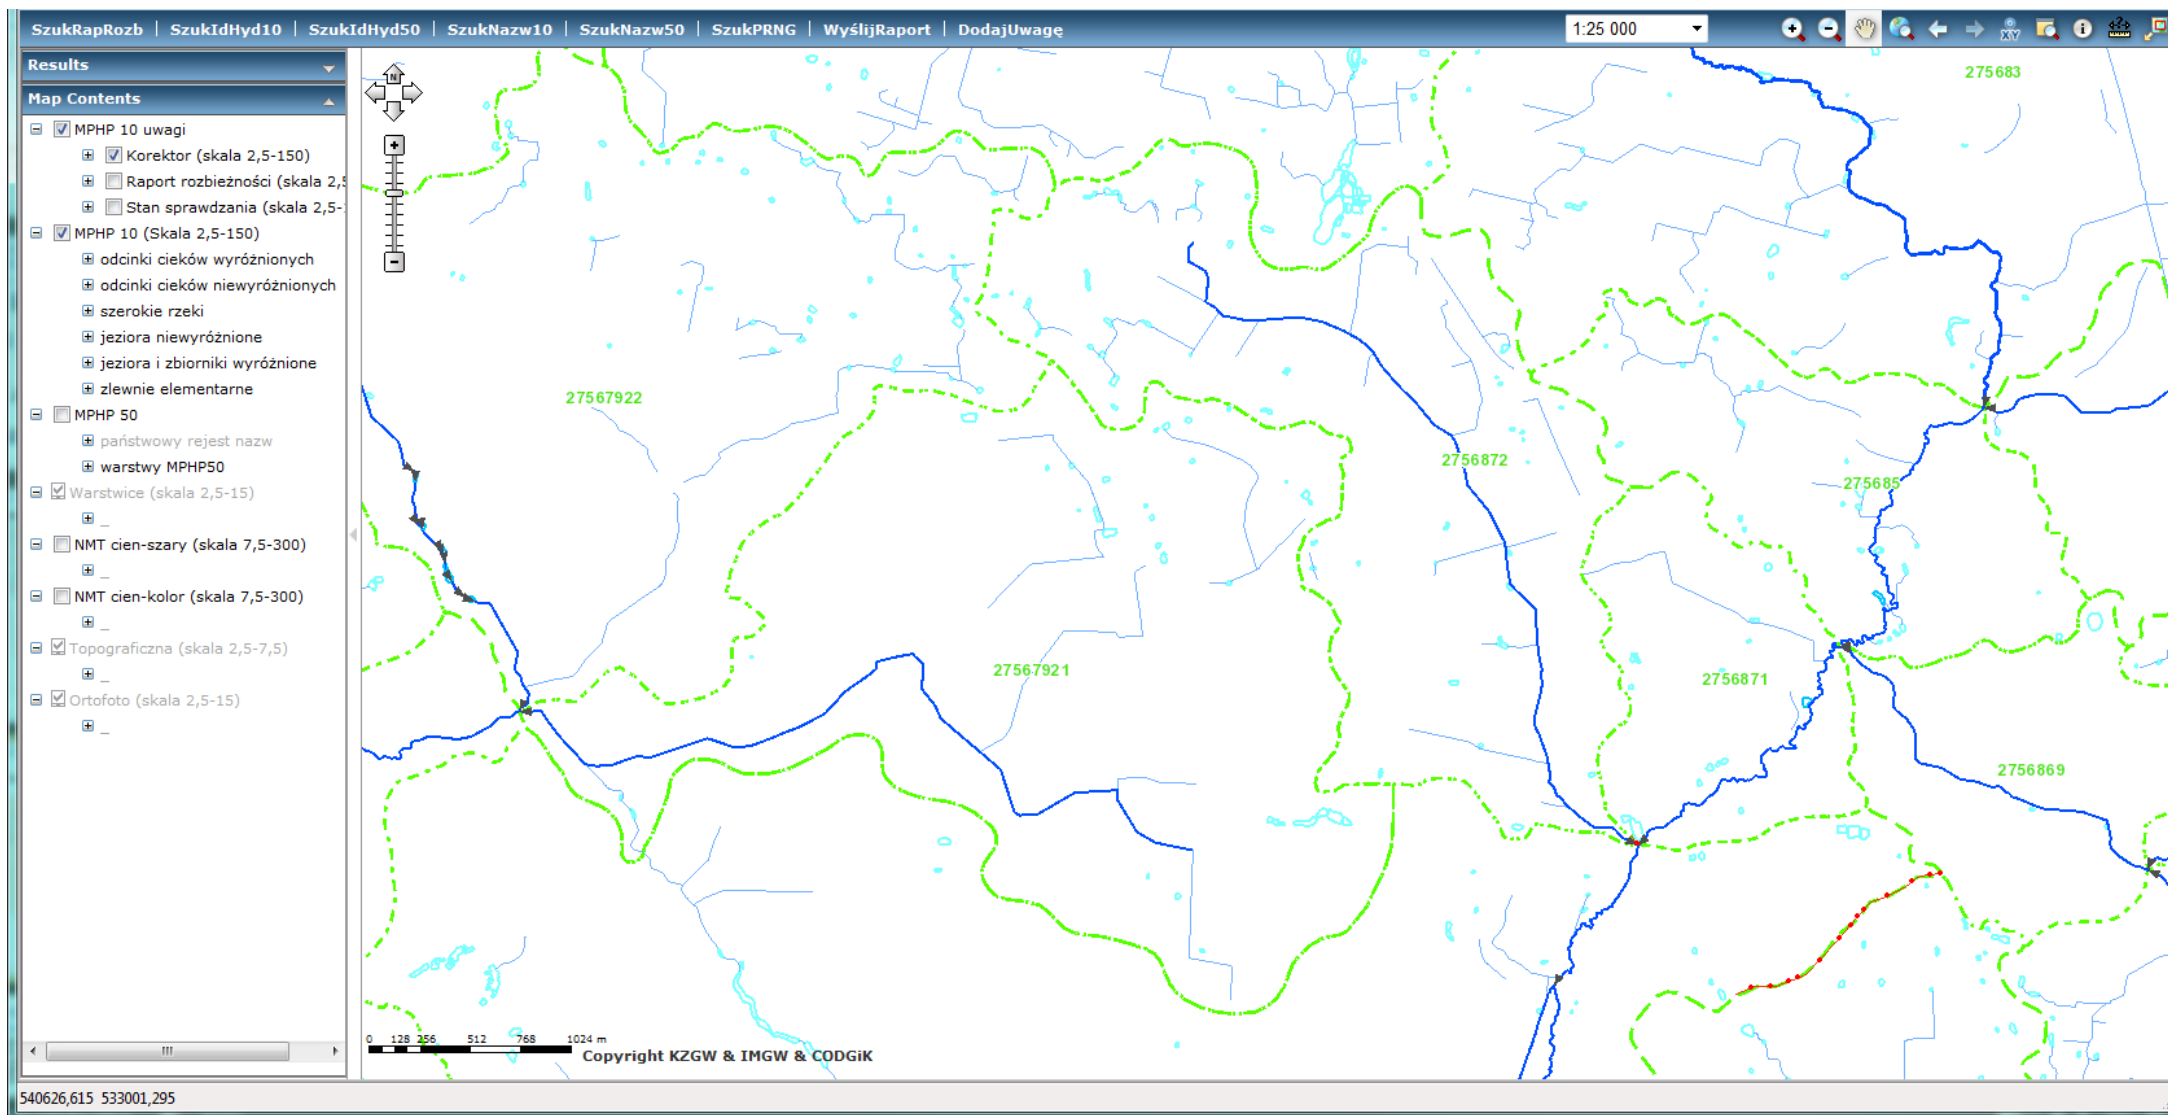 SzukRapRozb | SzukIdHyd10 | SzukIdHyd50 | SzukNazw10 | SzukNazw50 | SzukPRNG | WyślijRaport | DodajUwagę
1:25 000
XY
Results
Map Contents
MPHP 10 uwagi
Korektor (skala 2,5-150)
Raport rozbieżności (skala 2,5
Stan sprawdzania (skala 2,5-
MPHP 10 (Skala 2,5-150)
odcinki cieków wyróżnionych
odcinki cieków niewyróżnionych
szerokie rzeki
jeziora niewyróżnione
jeziora i zbiorniki wyróżnione
zlewnie elementarne
MPHP 50
państwowy rejest nazw
warstwy MPHP50
Warstwice (skala 2,5-15)
_
NMT cien-szary (skala 7,5-300)
_
NMT cien-kolor (skala 7,5-300)
_
Topograficzna (skala 2,5-7,5)
_
Ortofoto (skala 2,5-15)
_
N
275683
27567922
2756872
275685
27567921
2756871
2756869
0 128 256 512 768 1024 m
Copyright KZGW & IMGW & CODGiK
540626,615 533001,295